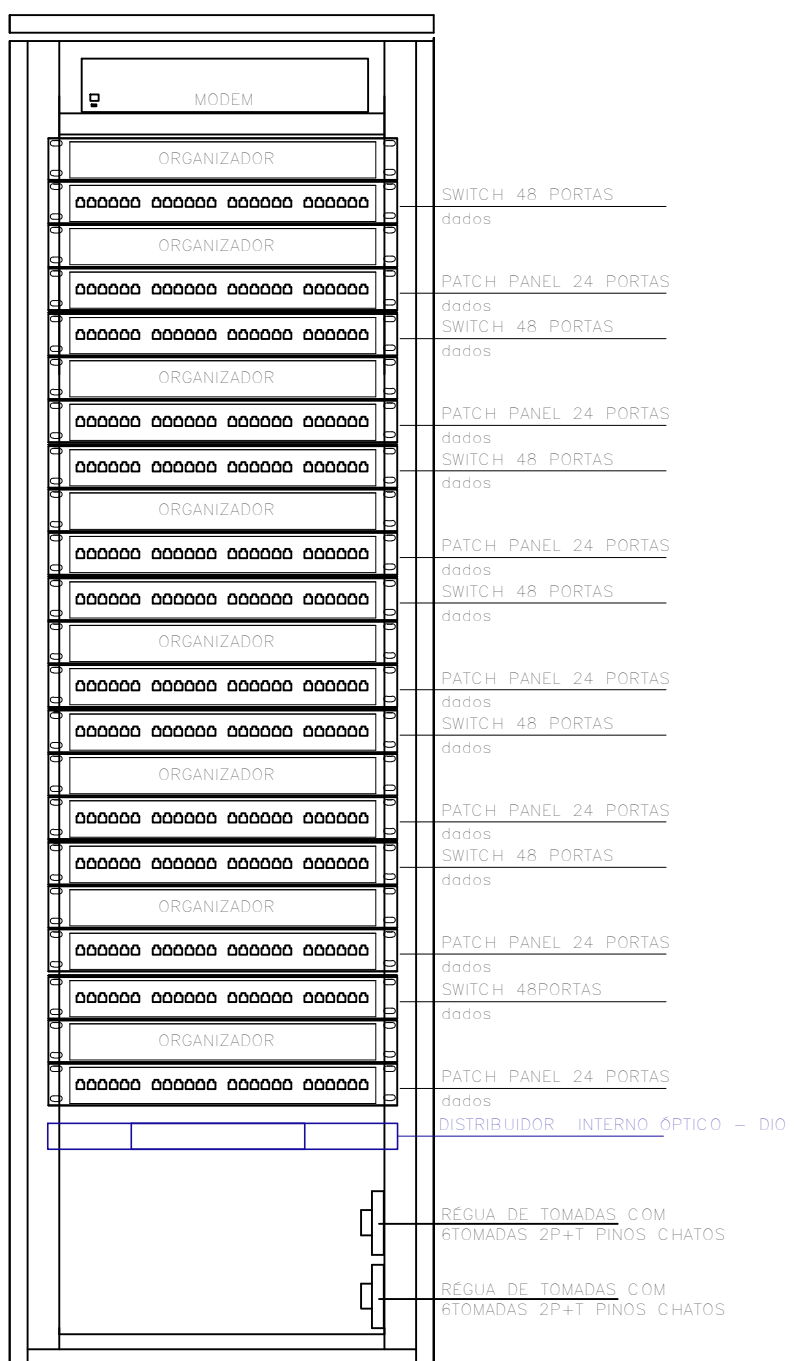 MODEM
ORGANIZADOR
SWITCH 48 PORTAS
dados
ORGANIZADOR
PATCH PANEL 24 PORTAS
dados
SWITCH 48 PORTAS
dados
ORGANIZADOR
PATCH PANEL 24 PORTAS
dados
SWITCH 48 PORTAS
dados
ORGANIZADOR
PATCH PANEL 24 PORTAS
dados
SWITCH 48 PORTAS
dados
ORGANIZADOR
PATCH PANEL 24 PORTAS
dados
SWITCH 48 PORTAS
dados
ORGANIZADOR
PATCH PANEL 24 PORTAS
dados
SWITCH 48 PORTAS
dados
ORGANIZADOR
PATCH PANEL 24 PORTAS
dados
SWITCH 48PORTAS
dados
ORGANIZADOR
PATCH PANEL 24 PORTAS
dados
DISTRIBUIDOR INTERNO ÓPTICO – DIO
RÉGUA DE TOMADAS COM
6TOMADAS 2P+T PINOS CHATOS
RÉGUA DE TOMADAS COM
6TOMADAS 2P+T PINOS CHATOS